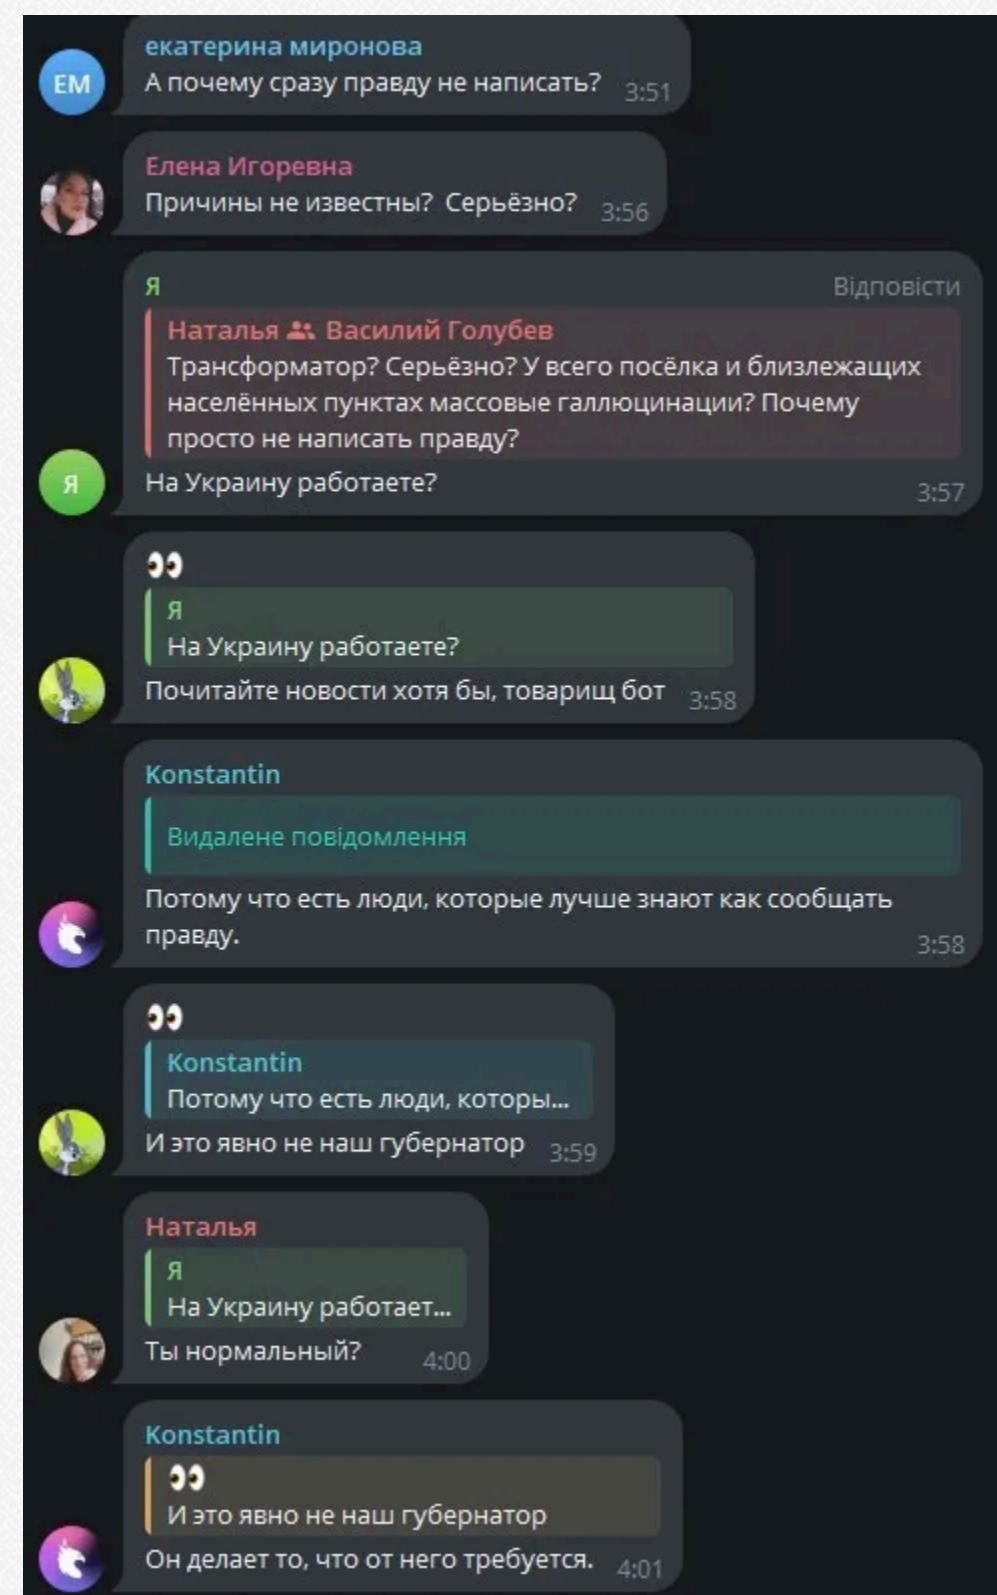 екатерина миронова
ЕМ
А почему сразу правду не написать? 3:51
Елена Игоревна
Причины не известны? Серьёзно? 3:56
Я Відповісти
Наталья Василий Голубев
Трансформатор? Серьёзно? У всего посёлка и близлежащих
населённых пунктах массовые галлюцинации? Почему
просто не написать правду?
Я
На Украину работаете? 3:57
👀
Я
На Украину работаете?
Почитайте новости хотя бы, товарищ бот 3:58
Konstantin
Видалене повідомлення
Потому что есть люди, которые лучше знают как сообщать
правду. 3:58
👀
Konstantin
Потому что есть люди, которы...
И это явно не наш губернатор 3:59
Наталья
Я
На Украину работает...
Ты нормальный? 4:00
Konstantin
👀
И это явно не наш губернатор
Он делает то, что от него требуется. 4:01